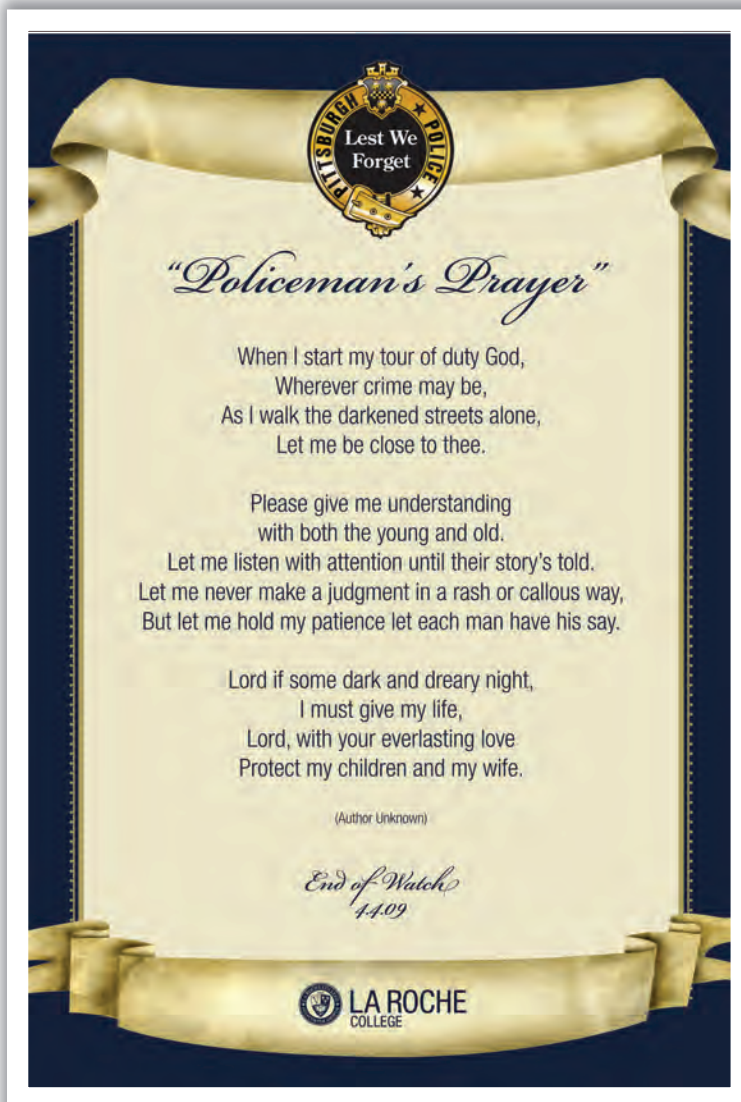 PITTSBURGH POLICE
Lest We
Forget
“Policeman's Prayer”
When I start my tour of duty God,
Wherever crime may be,
As I walk the darkened streets alone,
Let me be close to thee.
Please give me understanding
with both the young and old.
Let me listen with attention until their story's told.
Let me never make a judgment in a rash or callous way,
But let me hold my patience let each man have his say.
Lord if some dark and dreary night,
I must give my life,
Lord, with your everlasting love
Protect my children and my wife.
(Author Unknown)
End of Watch
4.4.09
LA ROCHE
COLLEGE